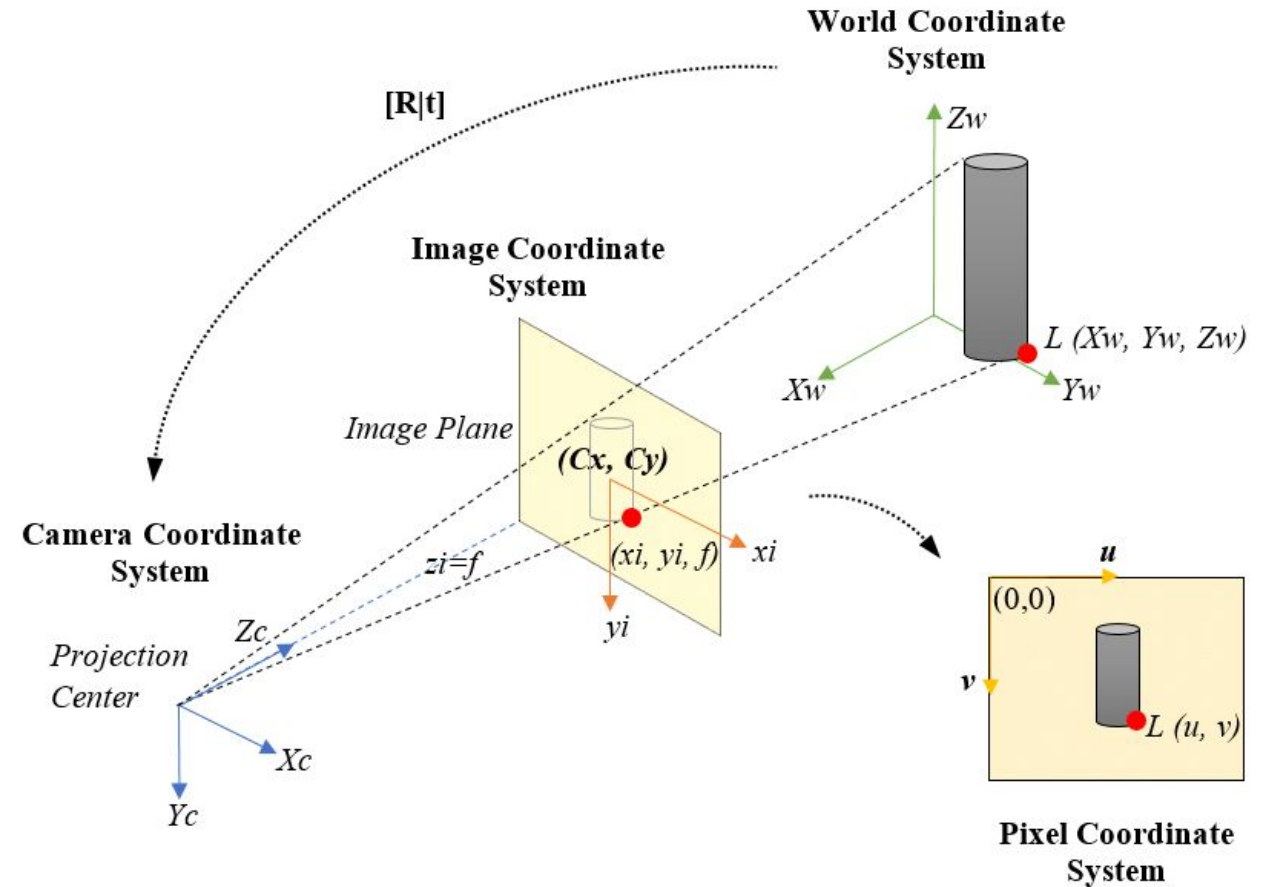 World Coordinate
System
[R|t]
Zw
Image Coordinate
System
L (Xw, Yw, Zw)
Xw
Yw
Image Plane
(Cx, Cy)
Camera Coordinate
System
zi=f
(xi, yi, f)
xi
yi
u
(0,0)
Zc
Projection
Center
v
L (u, v)
Xc
Yc
Pixel Coordinate
System